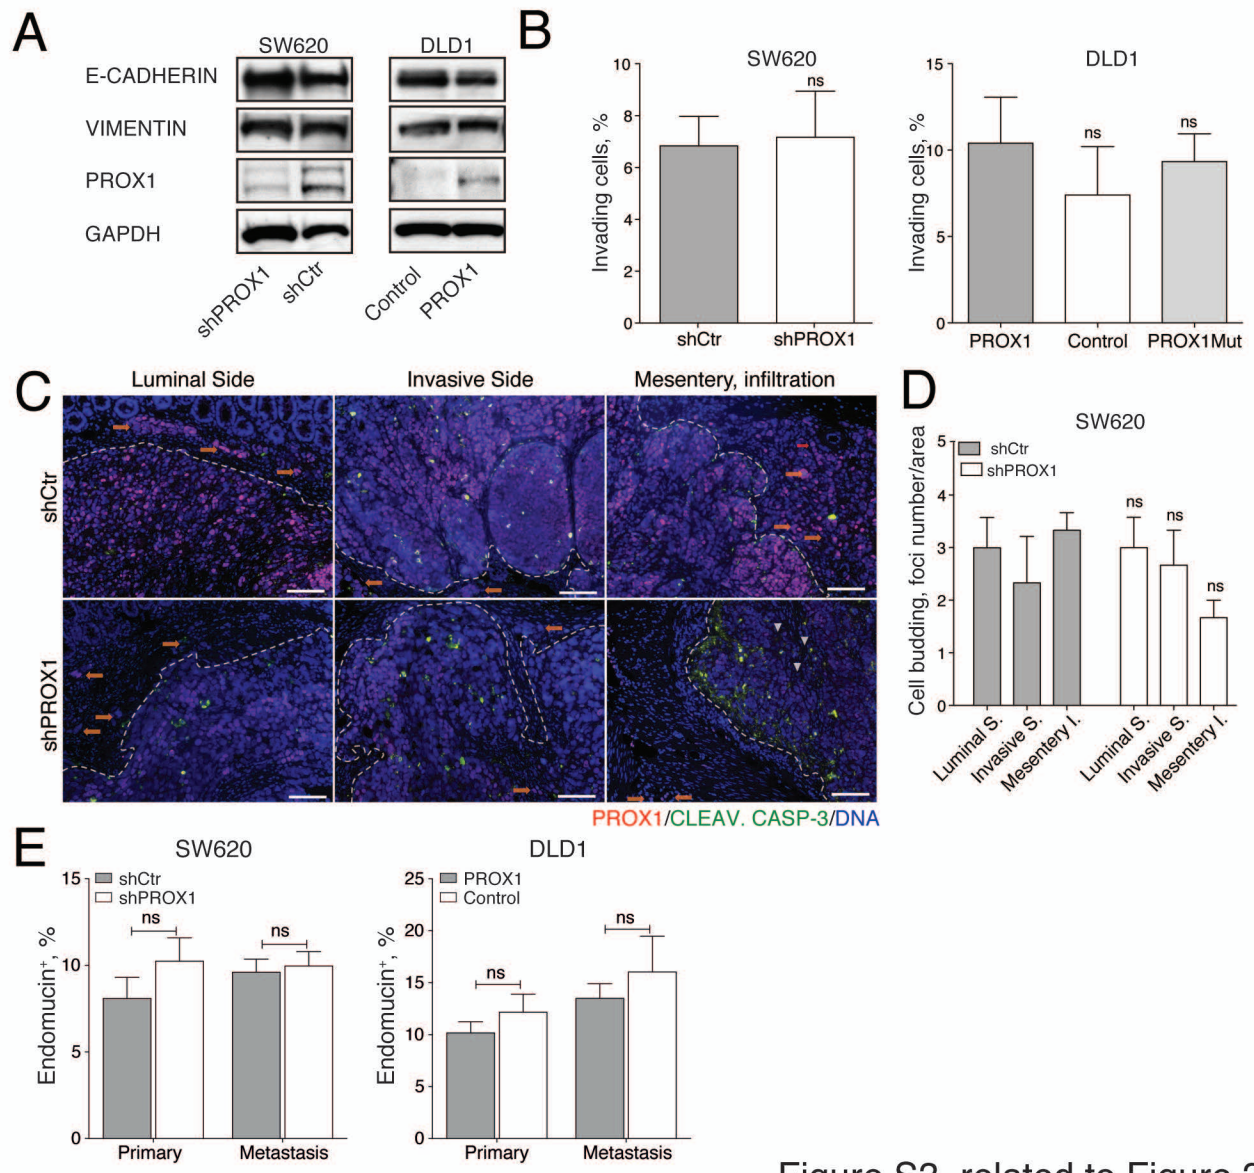 A
SW620 DLD1
E-CADHERIN
VIMENTIN
PROX1
GAPDH
shPROX1 shCtr Control PROX1
B
SW620
Invading cells, %
10
8
6
4
2
0
ns
shCtr shPROX1
DLD1
Invading cells, %
15
10
5
0
ns ns
PROX1 Control PROX1Mut
C
Luminal Side Invasive Side Mesentery, infiltration
shCtr
shPROX1
PROX1/CLEAV. CASP-3/DNA
D
SW620
Cell budding, foci number/area
shCtr
shPROX1
5
4
3
2
1
0
ns ns ns
Luminal S. Invasive S. Mesentery I. Luminal S. Invasive S. Mesentery I.
E
SW620
shCtr
shPROX1
Endomucin+, %
15
10
5
0
ns ns
Primary Metastasis
DLD1
PROX1
Control
Endomucin+, %
25
20
15
10
5
0
ns ns
Primary Metastasis
Figure S2, related to Figure